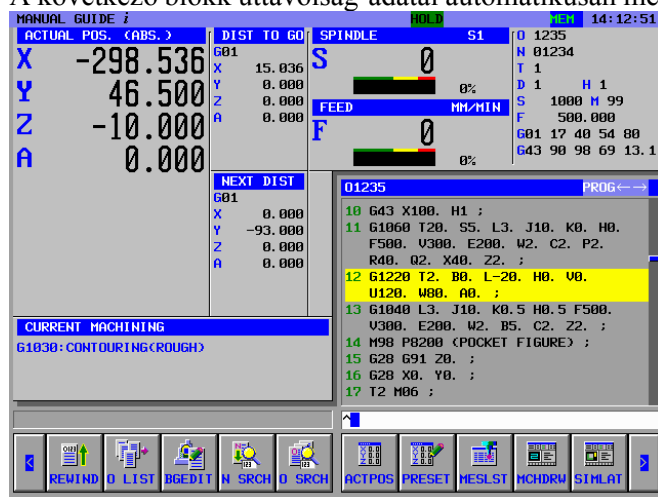 A következő blokk úttávolság-adatai automatikusan me
MANUAL GUIDE i
HOLD
MEM 14:12:51
ACTUAL POS. (ABS.)
X -298.536
Y 46.500
Z -10.000
A 0.000
DIST TO GO
G01
X 15.036
Y 0.000
Z 0.000
A 0.000
SPINDLE S1
S 0
0%
FEED MM/MIN
F 0
0%
O 1235
N 01234
T 1
D 1 H 1
S 1000 M 99
F 500.000
G01 17 40 54 80
G43 90 98 69 13.1
NEXT DIST
G01
X 0.000
Y -93.000
Z 0.000
A 0.000
O1235 PROG←→
10 G43 X100. H1 ;
11 G1060 T20. S5. L3. J10. K0. H0.
F500. V300. E200. W2. C2. P2.
R40. Q2. X40. Z2. ;
12 G1220 T2. B0. L-20. H0. V0.
U120. W80. A0. ;
13 G1040 L3. J10. K0.5 H0.5 F500.
V300. E200. W2. B5. C2. Z2. ;
14 M98 P8200 (POCKET FIGURE) ;
15 G28 G91 Z0. ;
16 G28 X0. Y0. ;
17 T2 M06 ;
CURRENT MACHINING
G1030:CONTOURING(ROUGH)
^
< REWIND O LIST BGEDIT N SRCH O SRCH ACTPOS PRESET MESLST MCHDRW SIMLAT >